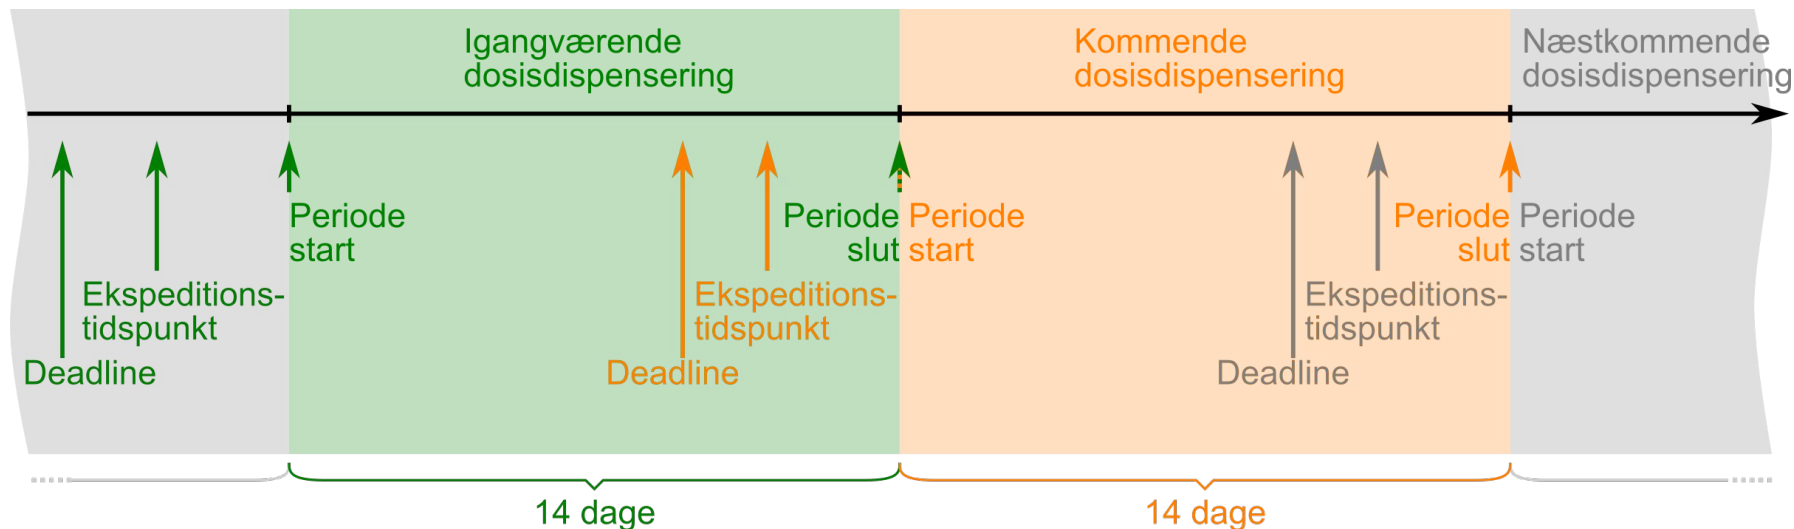 Igangværende
dosisdispensering
Kommende
dosisdispensering
Næstkommende
dosisdispensering
Periode
start
Periode
slut
Periode
start
Periode
slut
Periode
start
Ekspeditions-
tidspunkt
Ekspeditions-
tidspunkt
Ekspeditions-
tidspunkt
Deadline
Deadline
Deadline
14 dage
14 dage